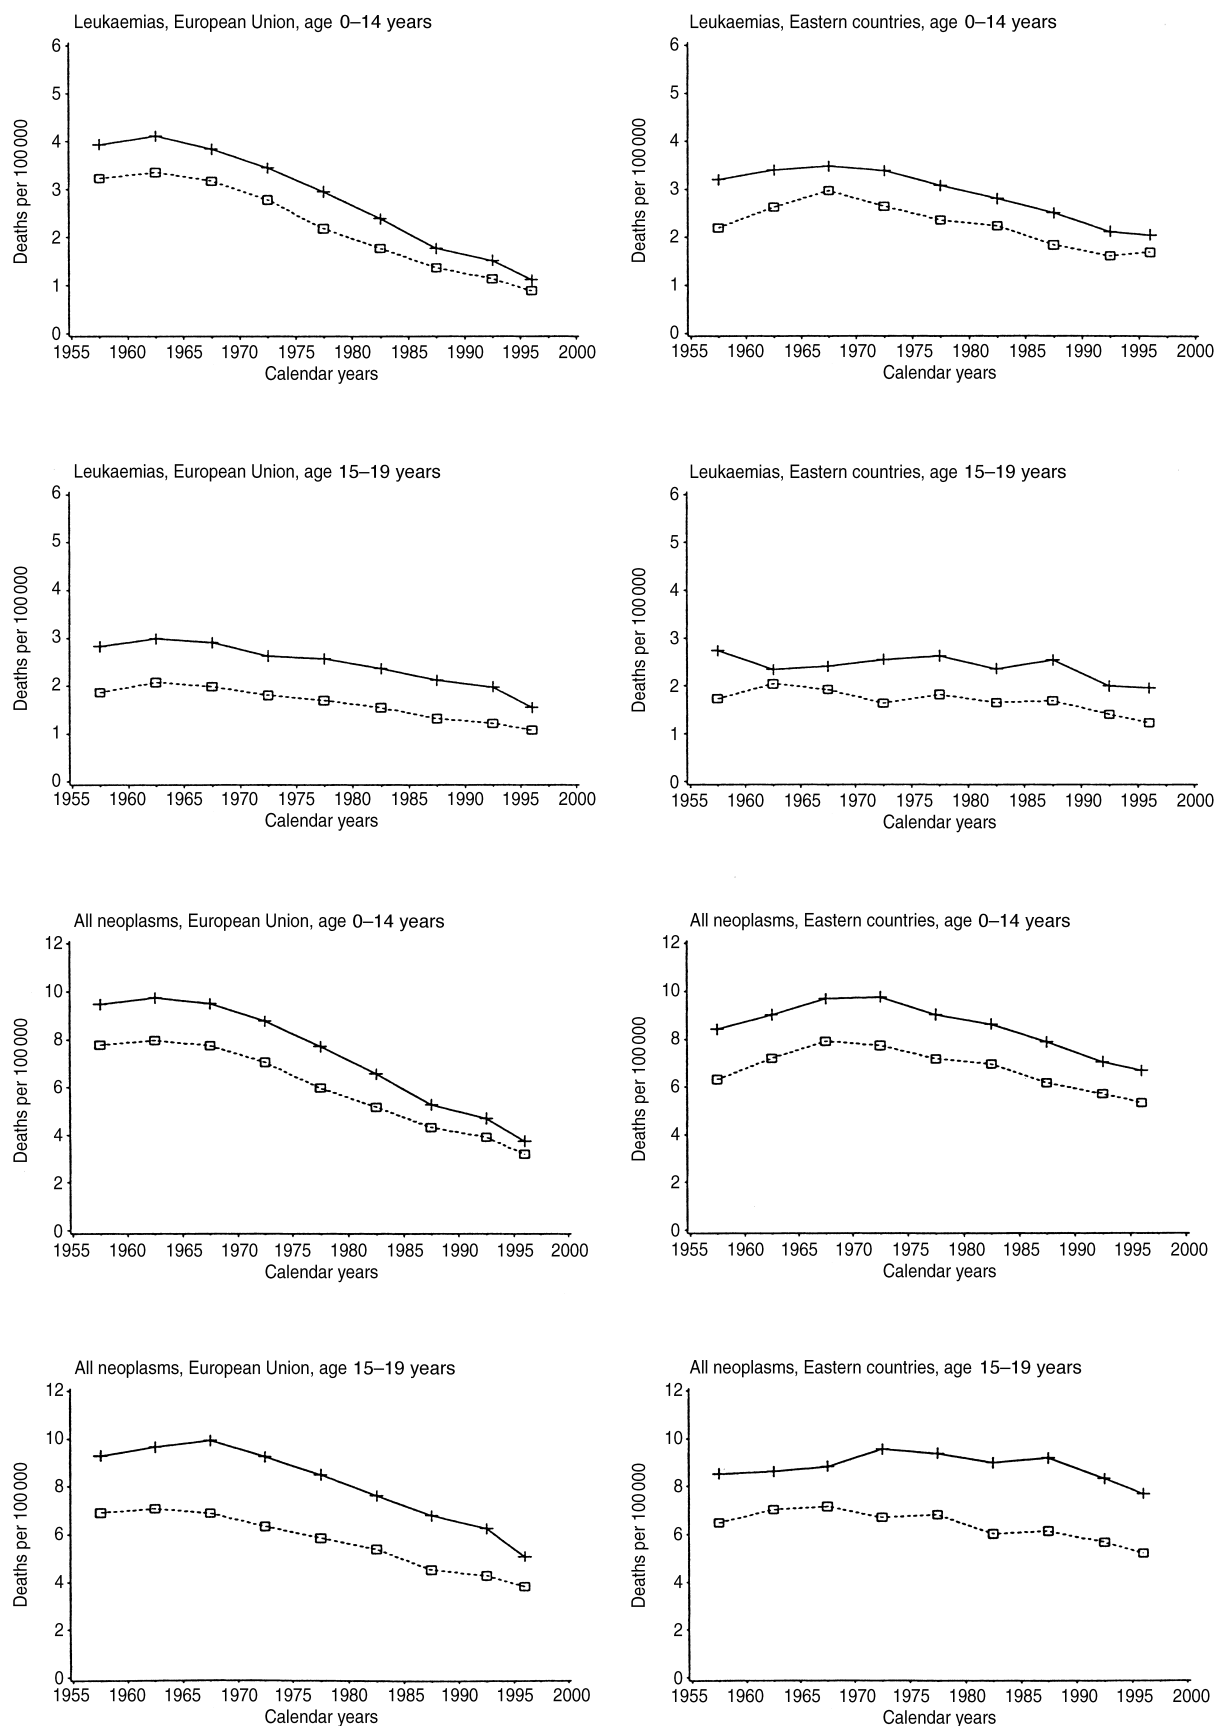 Leukaemias, European Union, age 0–14 years
6
5
4
3
2
1
0
Deaths per 100 000
1955 1960 1965 1970 1975 1980 1985 1990 1995 2000
Calendar years
Leukaemias, Eastern countries, age 0–14 years
6
5
4
3
2
1
0
Deaths per 100 000
1955 1960 1965 1970 1975 1980 1985 1990 1995 2000
Calendar years
Leukaemias, European Union, age 15–19 years
6
5
4
3
2
1
0
Deaths per 100 000
1955 1960 1965 1970 1975 1980 1985 1990 1995 2000
Calendar years
Leukaemias, Eastern countries, age 15–19 years
6
5
4
3
2
1
0
Deaths per 100 000
1955 1960 1965 1970 1975 1980 1985 1990 1995 2000
Calendar years
All neoplasms, European Union, age 0–14 years
12
10
8
6
4
2
0
Deaths per 100 000
1955 1960 1965 1970 1975 1980 1985 1990 1995 2000
Calendar years
All neoplasms, Eastern countries, age 0–14 years
12
10
8
6
4
2
0
Deaths per 100 000
1955 1960 1965 1970 1975 1980 1985 1990 1995 2000
Calendar years
All neoplasms, European Union, age 15–19 years
12
10
8
6
4
2
0
Deaths per 100 000
1955 1960 1965 1970 1975 1980 1985 1990 1995 2000
Calendar years
All neoplasms, Eastern countries, age 15–19 years
12
10
8
6
4
2
0
Deaths per 100 000
1955 1960 1965 1970 1975 1980 1985 1990 1995 2000
Calendar years